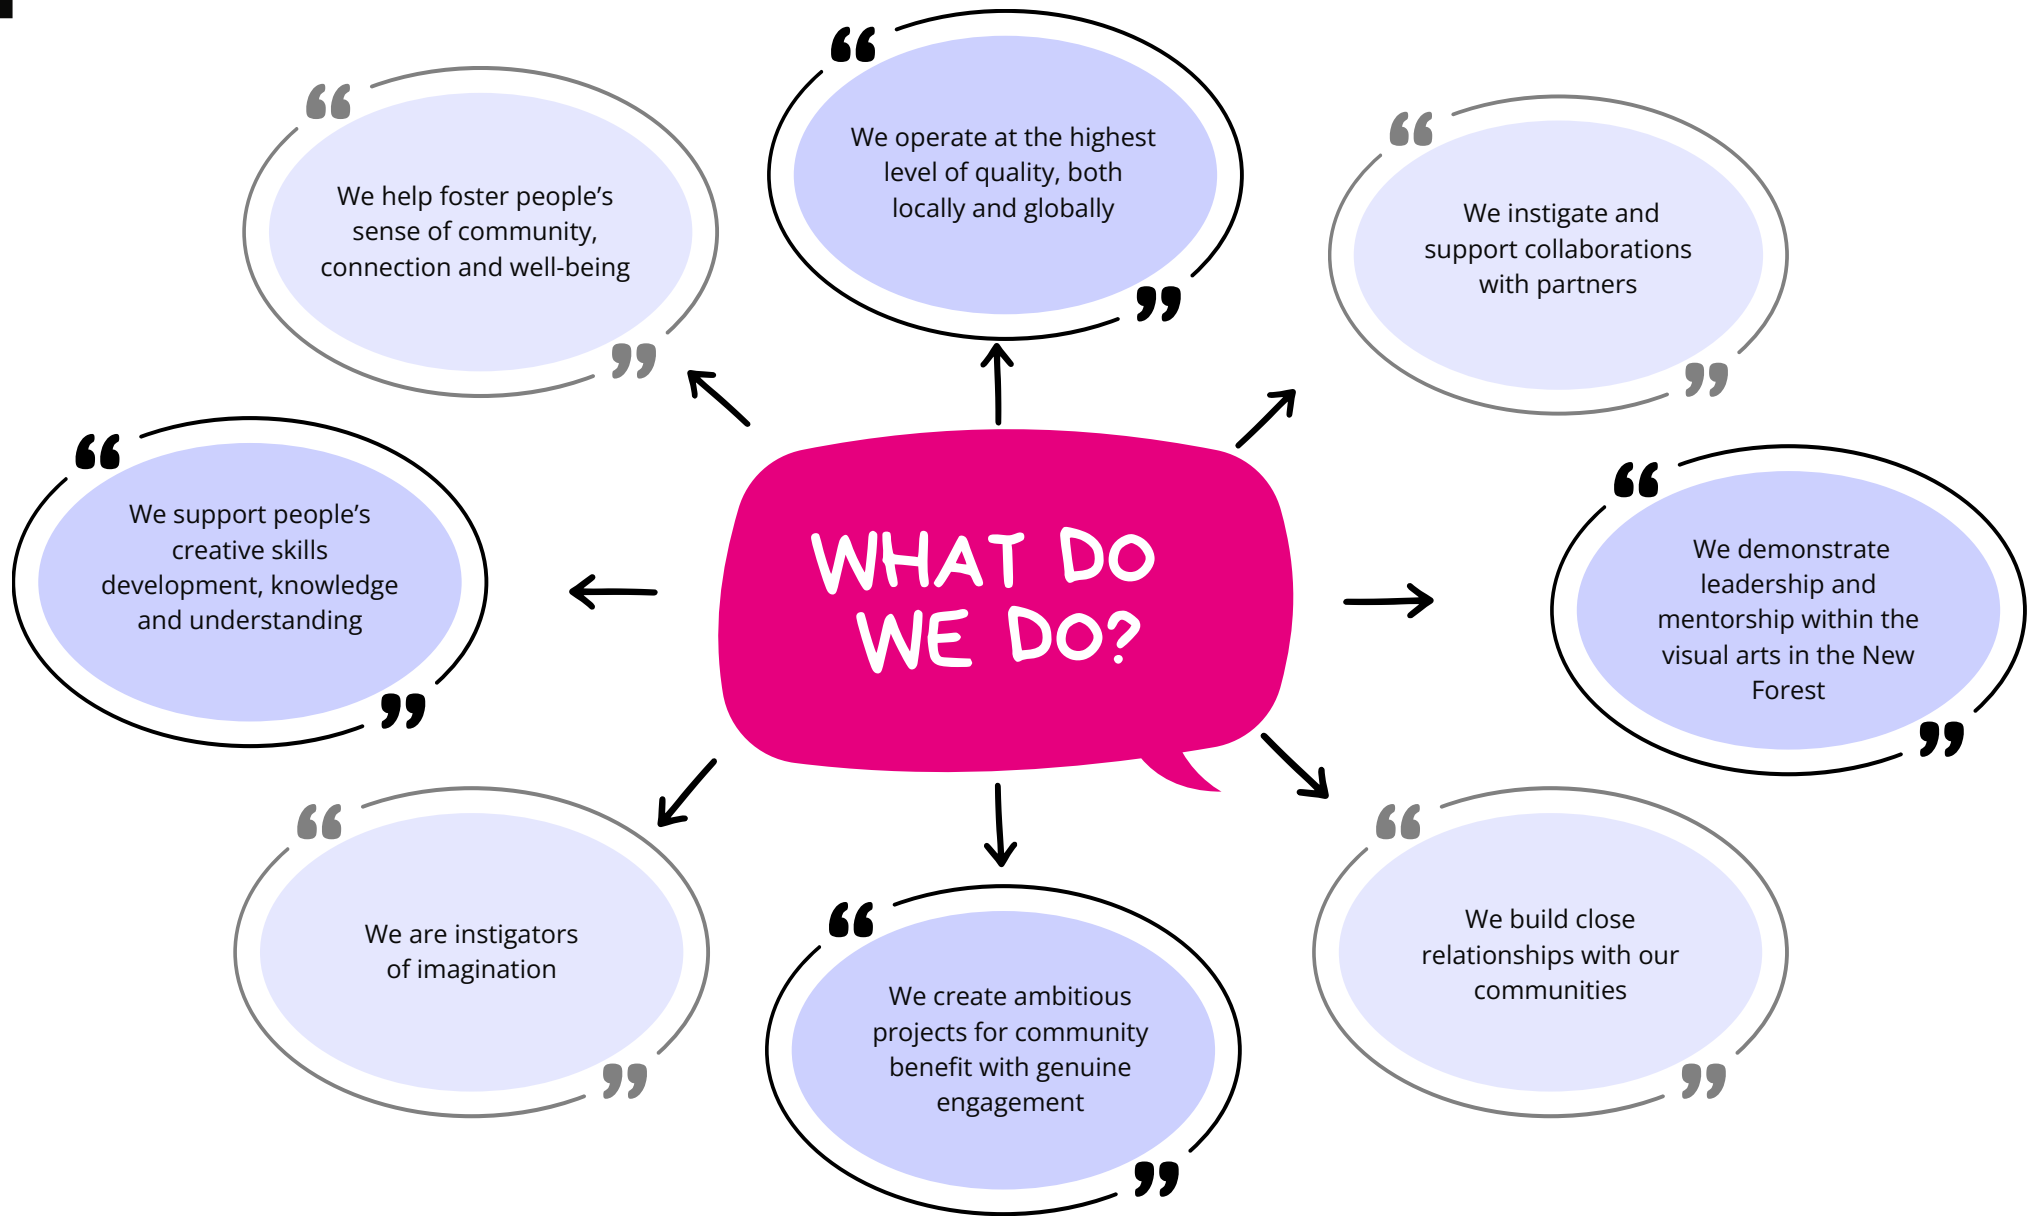 We operate at the highest
level of quality, both
locally and globally
We help foster people’s
sense of community,
connection and well-being
We instigate and
support collaborations
with partners
We support people’s
creative skills
development, knowledge
and understanding
WHAT DO
WE DO?
We demonstrate
leadership and
mentorship within the
visual arts in the New
Forest
We are instigators
of imagination
We create ambitious
projects for community
benefit with genuine
engagement
We build close
relationships with our
communities